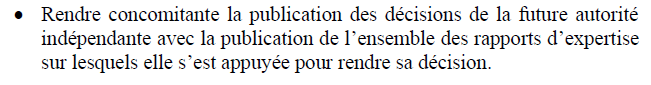 • Rendre concomitante la publication des décisions de la future autorité
indépendante avec la publication de l’ensemble des rapports d’expertise
sur lesquels elle s’est appuyée pour rendre sa décision.